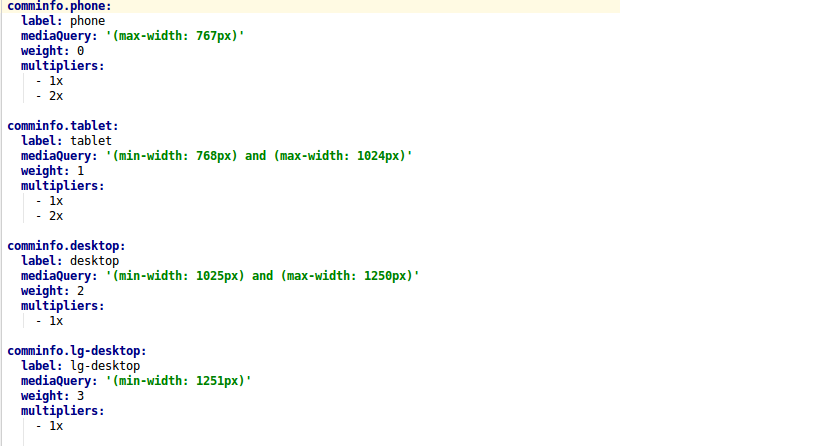 comminfo.phone:
  label: phone
  mediaQuery: '(max-width: 767px)'
  weight: 0
  multipliers:
    - 1x
    - 2x

comminfo.tablet:
  label: tablet
  mediaQuery: '(min-width: 768px) and (max-width: 1024px)'
  weight: 1
  multipliers:
    - 1x
    - 2x

comminfo.desktop:
  label: desktop
  mediaQuery: '(min-width: 1025px) and (max-width: 1250px)'
  weight: 2
  multipliers:
    - 1x

comminfo.lg-desktop:
  label: lg-desktop
  mediaQuery: '(min-width: 1251px)'
  weight: 3
  multipliers:
    - 1x